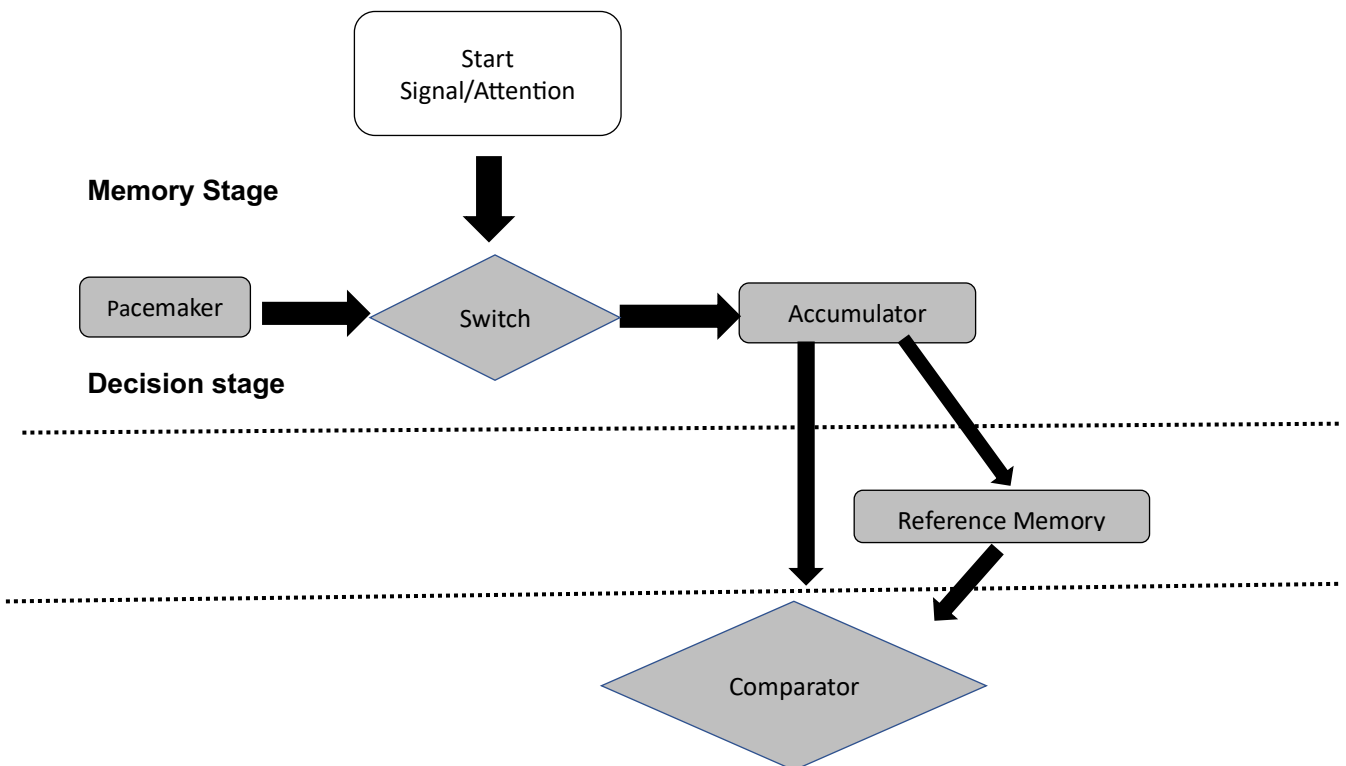 Start
Signal/Attention
Memory Stage
Pacemaker
Switch
Accumulator
Decision stage
Reference Memory
Comparator